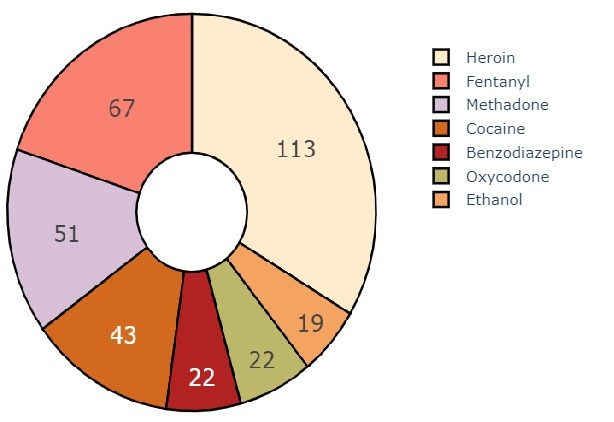 67
113
51
43
22
22
19
Heroin
Fentanyl
Methadone
Cocaine
Benzodiazepine
Oxycodone
Ethanol